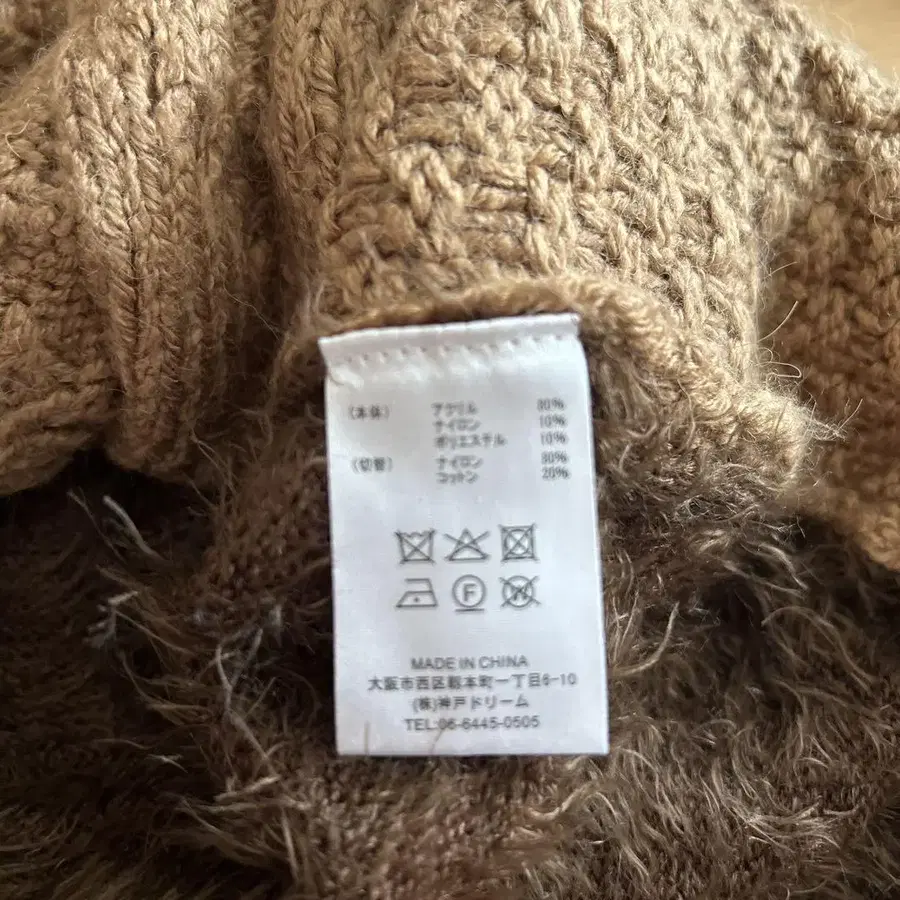 (本体) アクリル 80%
ナイロン 10%
ポリエステル 10%
(切替) ナイロン 80%
コットン 20%
F W
MADE IN CHINA
大阪市西区靱本町一丁目6-10
(株)神戸ドリーム
TEL:06-6445-0505